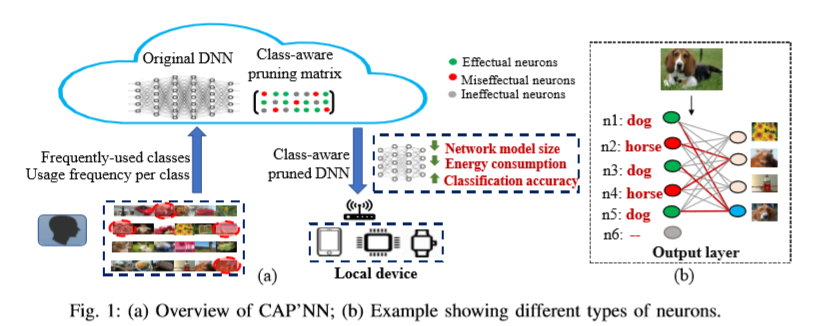 Original DNN
Class-aware
pruning matrix
Effectual neurons
Miseffectual neurons
Ineffectual neurons
Frequently-used classes
Usage frequency per class
Class-aware
pruned DNN
Network model size
Energy consumption
Classification accuracy
Local device
(a)
n1: dog
n2: horse
n3: dog
n4: horse
n5: dog
n6: --
Output layer
(b)
Fig. 1: (a) Overview of CAP'NN; (b) Example showing different types of neurons.